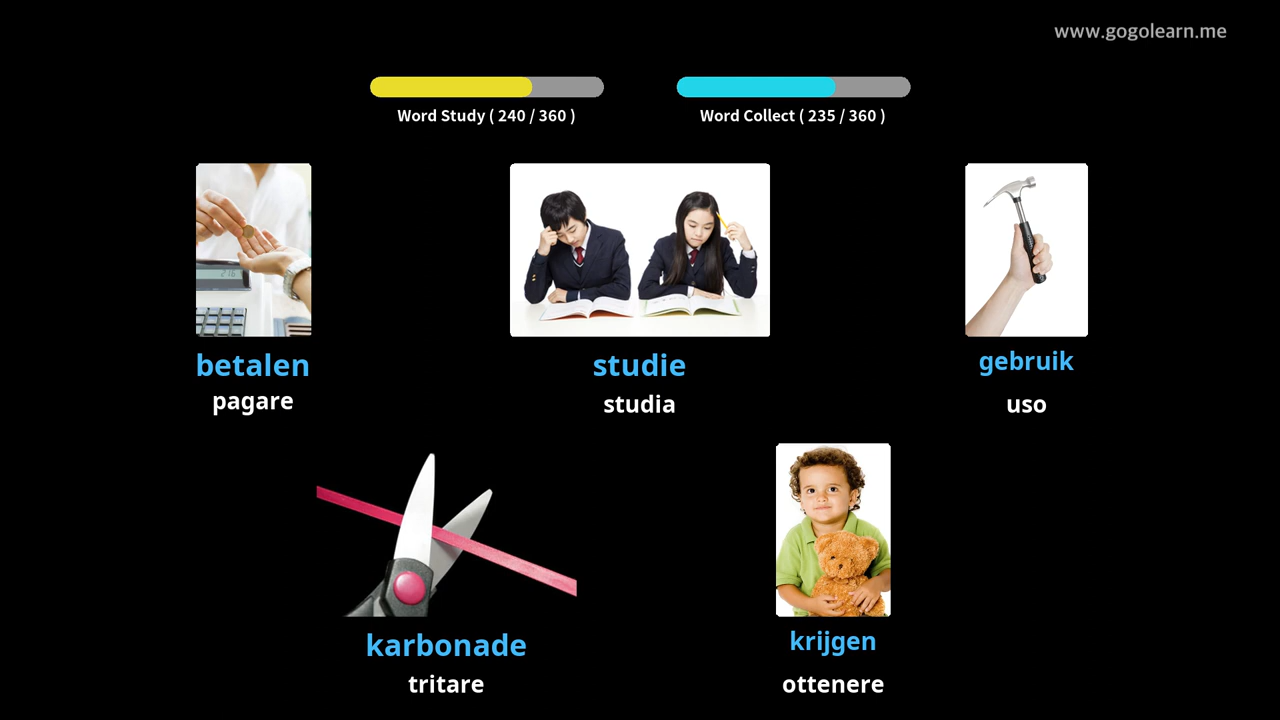 www.gogolearn.me
Word Study ( 240 / 360 )
Word Collect ( 235 / 360 )
betalen
pagare
studie
studia
gebruik
uso
karbonade
tritare
krijgen
ottenere